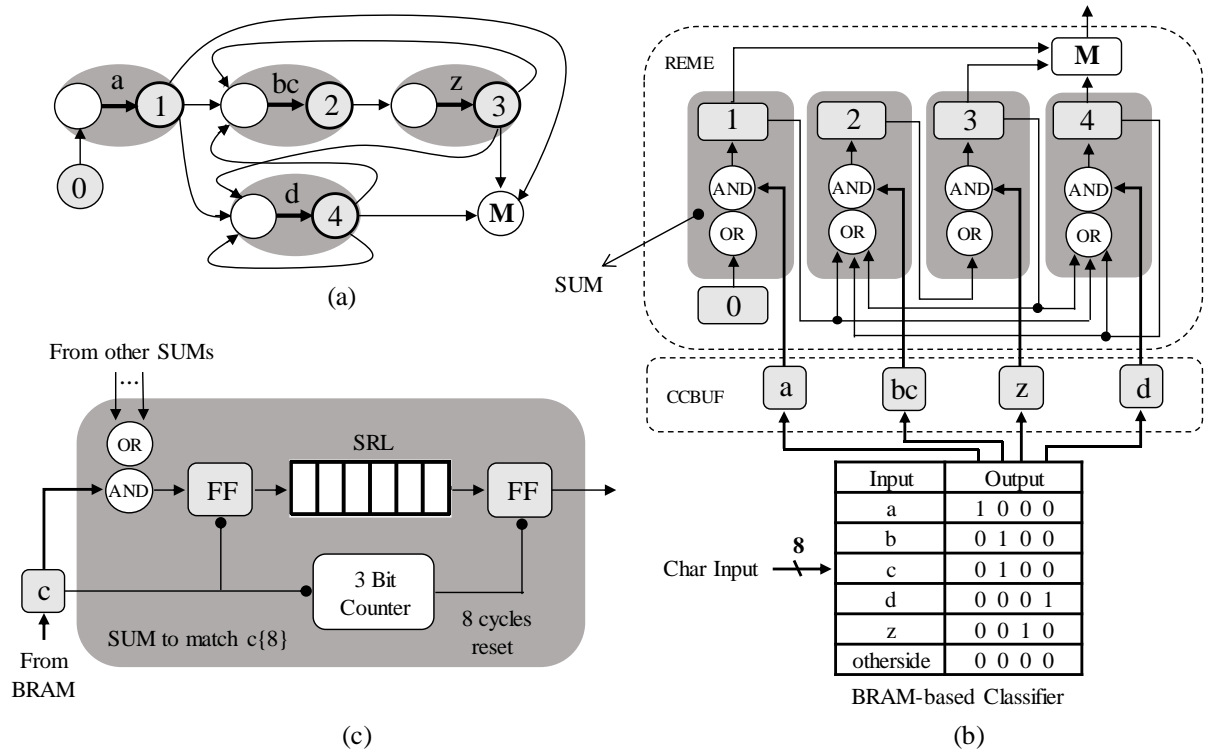 a
1
bc
2
z
3
0
d
4
M
(a)
REME
M
1
2
3
4
AND
AND
AND
AND
OR
OR
OR
OR
0
SUM
CCBUF
a
bc
z
d
Input Output
a 1 0 0 0
b 0 1 0 0
c 0 1 0 0
d 0 0 0 1
z 0 0 1 0
otherside 0 0 0 0
Char Input
8
BRAM-based Classifier
(b)
From other SUMs
...
OR
AND
FF
SRL
FF
c
3 Bit
Counter
8 cycles
reset
SUM to match c{8}
From
BRAM
(c)